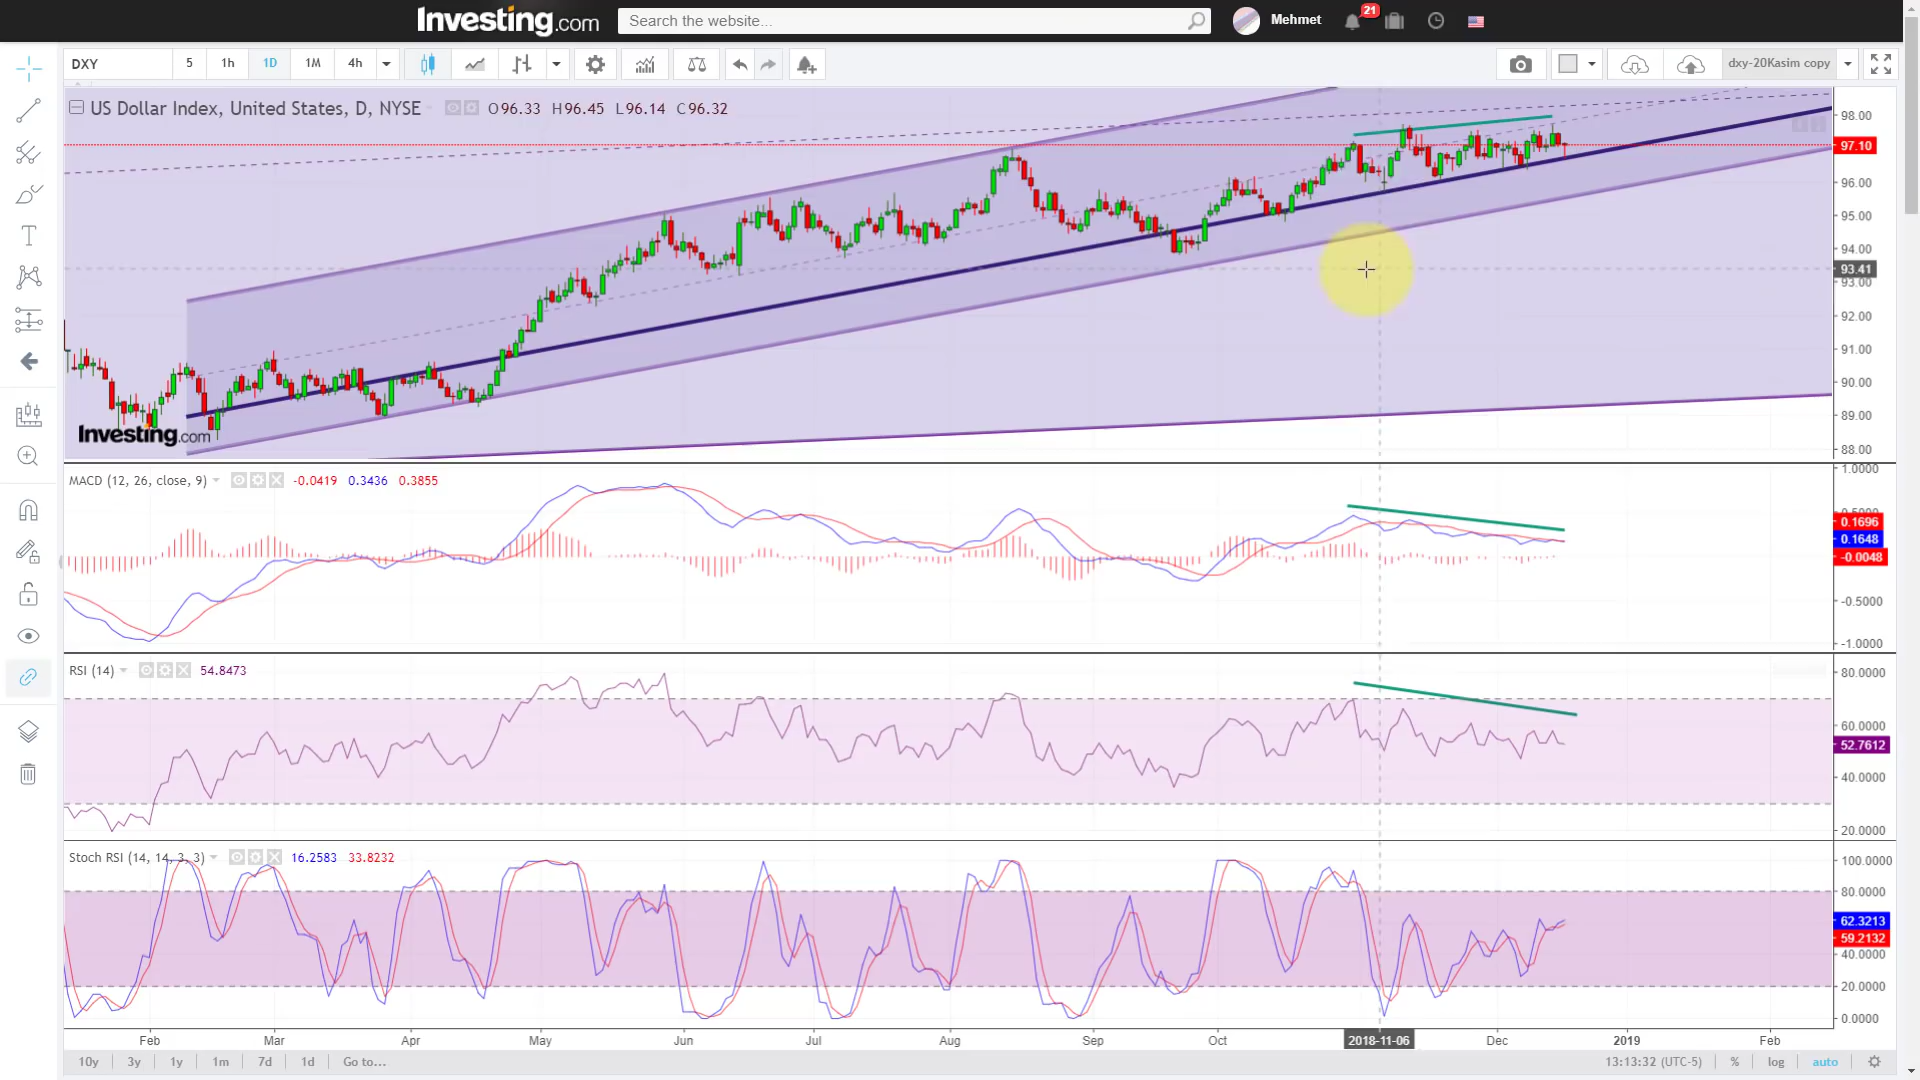 Investing.com
Search the website...
Mehmet
21
DXY
5
1h
1D
1M
4h
dxy-20Kasim copy
US Dollar Index, United States, D, NYSE
O96.33 H96.45 L96.14 C96.32
98.00
97.10
96.00
95.00
94.00
93.41
93.00
92.00
91.00
90.00
89.00
88.00
Investing.com
MACD (12, 26, close, 9)
-0.0419 0.3436 0.3855
1.0000
0.1696
0.1648
-0.0048
-0.5000
-1.0000
RSI (14)
54.8473
80.0000
60.0000
52.7612
40.0000
20.0000
Stoch RSI (14, 14, 3, 3)
16.2583 33.8232
100.0000
80.0000
62.3213
59.2132
40.0000
20.0000
0.0000
Feb
Mar
Apr
May
Jun
Jul
Aug
Sep
Oct
2018-11-06
Dec
2019
Feb
10y
3y
1y
1m
7d
1d
Go to...
13:13:32 (UTC-5)
%
log
auto